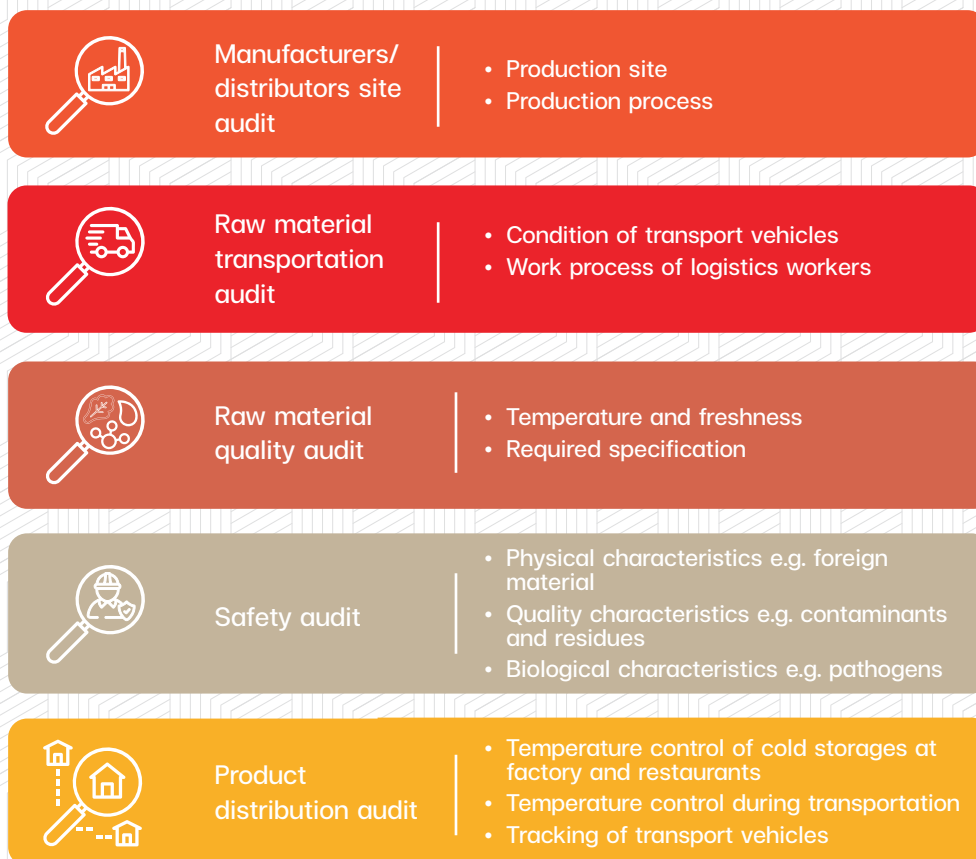 Manufacturers/
distributors site
audit
• Production site
• Production process
Raw material
transportation
audit
• Condition of transport vehicles
• Work process of logistics workers
Raw material
quality audit
• Temperature and freshness
• Required specification
Safety audit
• Physical characteristics e.g. foreign
material
• Quality characteristics e.g. contaminants
and residues
• Biological characteristics e.g. pathogens
Product
distribution audit
• Temperature control of cold storages at
factory and restaurants
• Temperature control during transportation
• Tracking of transport vehicles